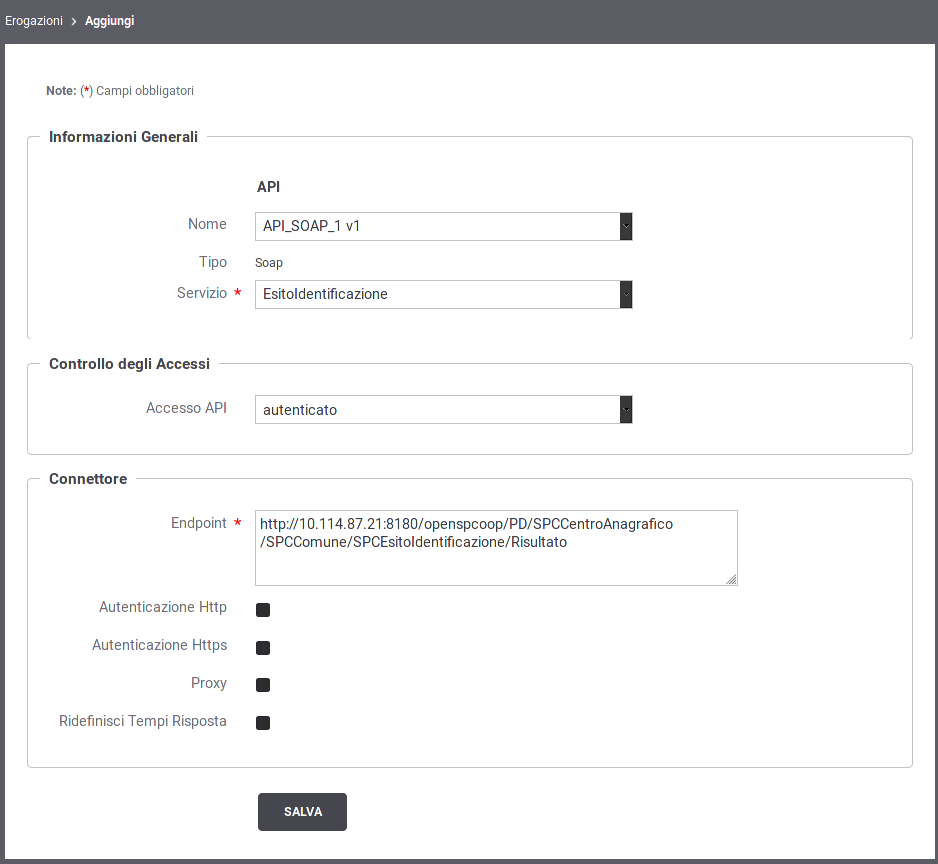 Erogazioni > Aggiungi
Note: (*) Campi obbligatori
Informazioni Generali
API
Nome API_SOAP_1 v1
Tipo Soap
Servizio * EsitoIdentificazione
Controllo degli Accessi
Accesso API autenticato
Connettore
Endpoint * http://10.114.87.21:8180/openspcoop/PD/SPCCentroAnagrafico
/SPCComune/SPCEsitoIdentificazione/Risultato
Autenticazione Http
Autenticazione Https
Proxy
Ridefinisci Tempi Risposta
SALVA